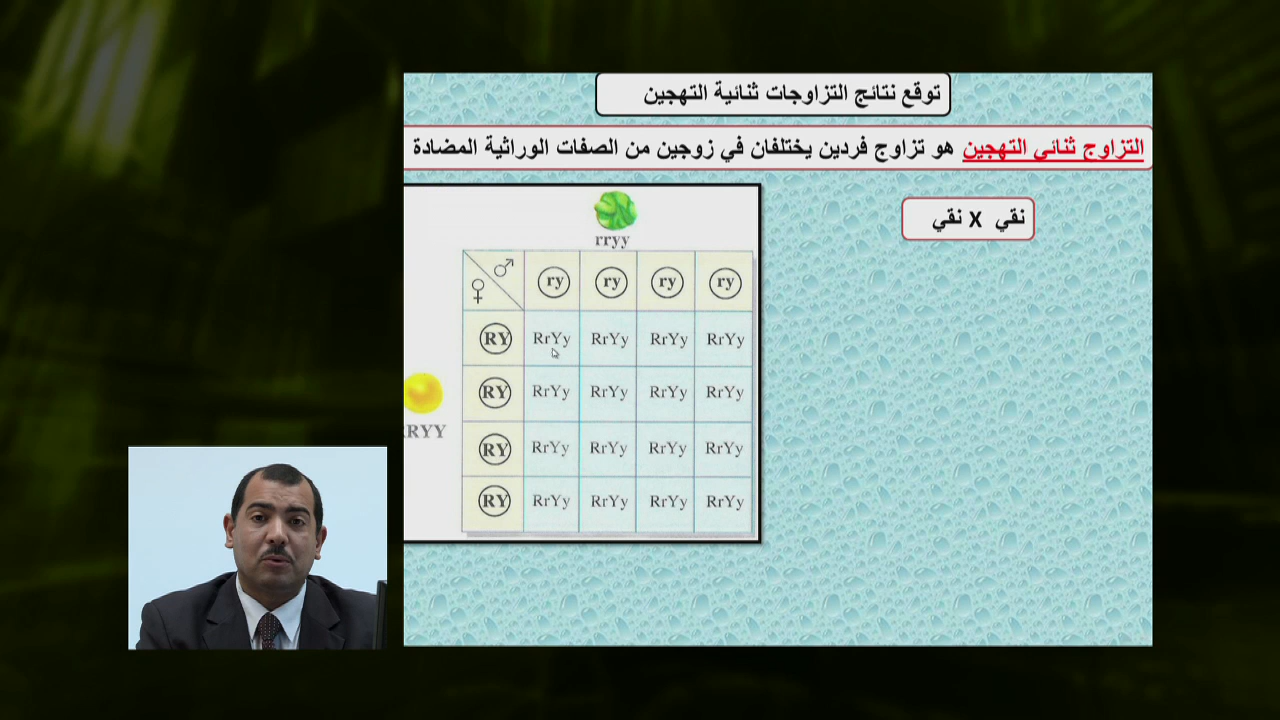 توقع نتائج التزاوجات ثنائية التهجين
التزاوج ثنائي التهجين هو تزاوج فردين يختلفان في زوجين من الصفات الوراثية المضادة
نقي X نقي
rryy
♂ ry ry ry ry
♀
RY RrYy RrYy RrYy RrYy
RY RrYy RrYy RrYy RrYy
RRYY
RY RrYy RrYy RrYy RrYy
RY RrYy RrYy RrYy RrYy